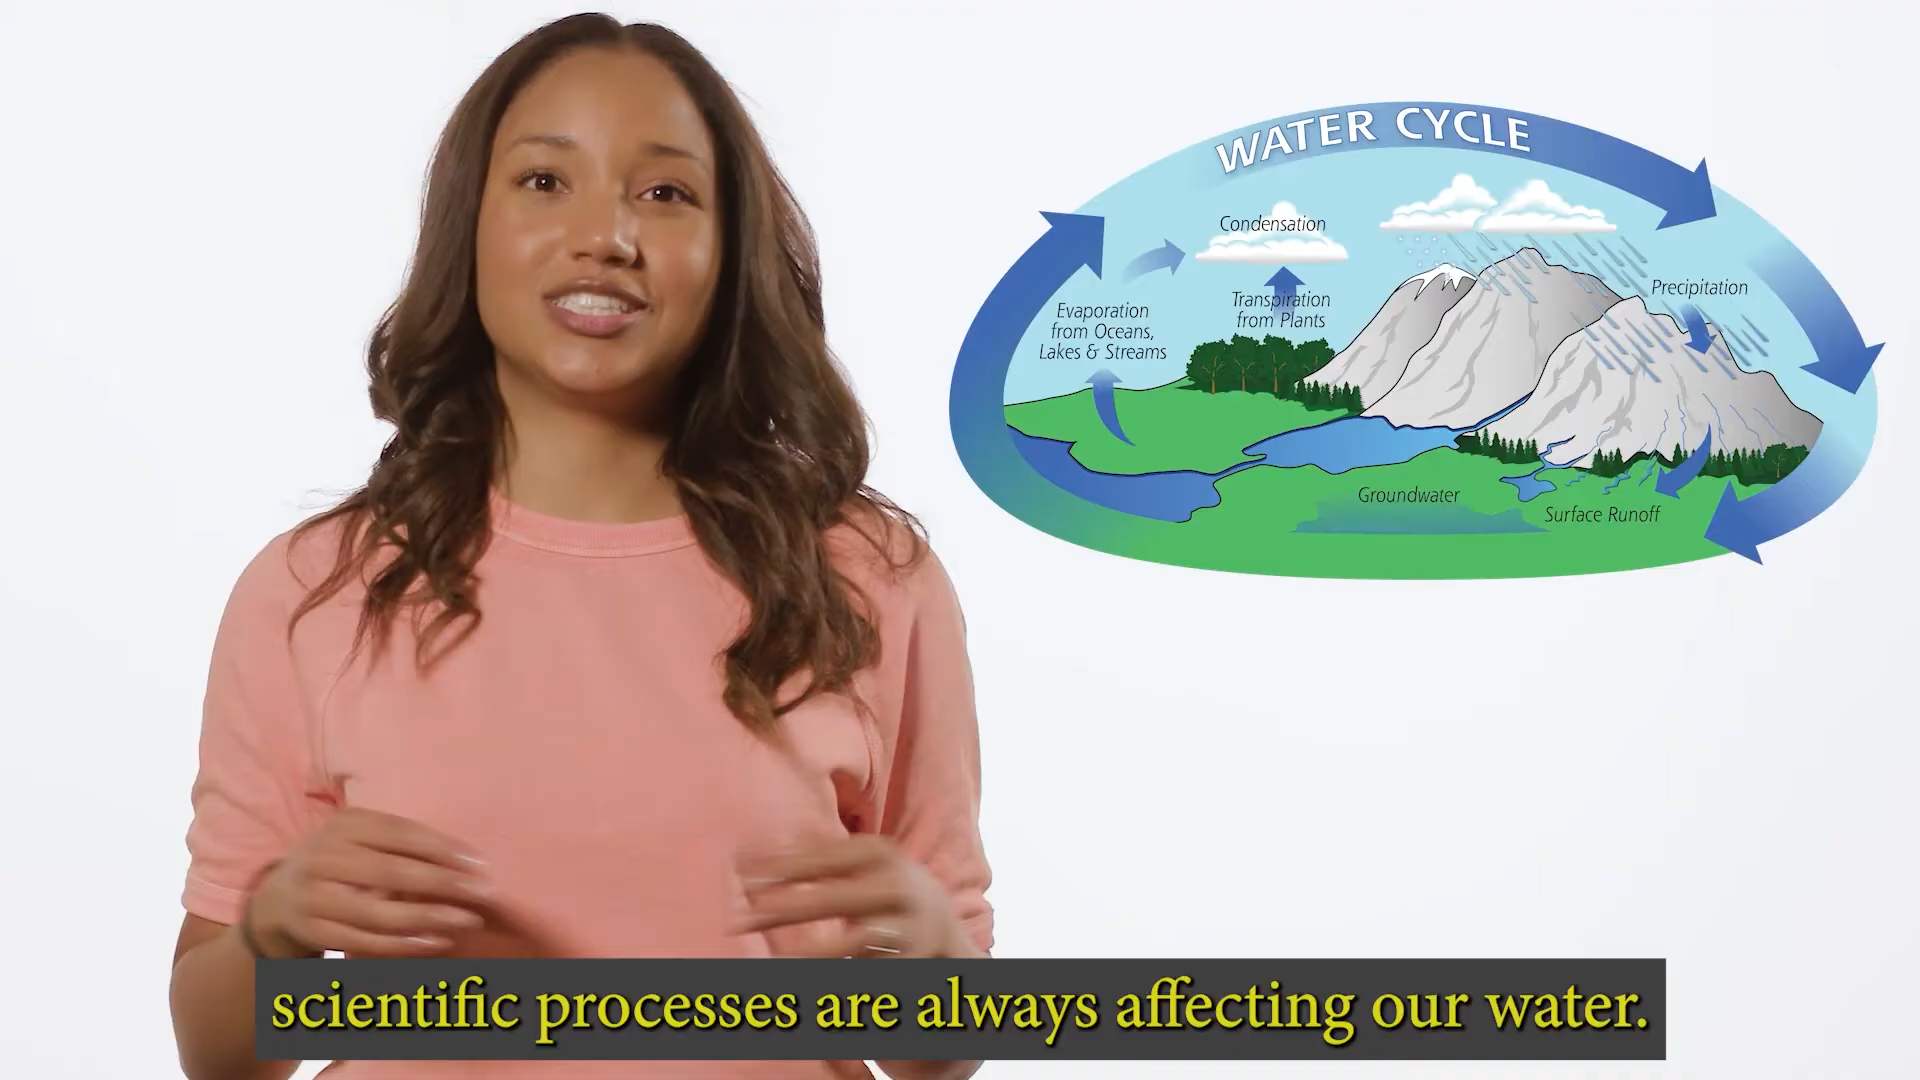 WATER CYCLE
Condensation
Evaporation
from Oceans,
Lakes & Streams
Transpiration
from Plants
Precipitation
Groundwater
Surface Runoff
scientific processes are always affecting our water.